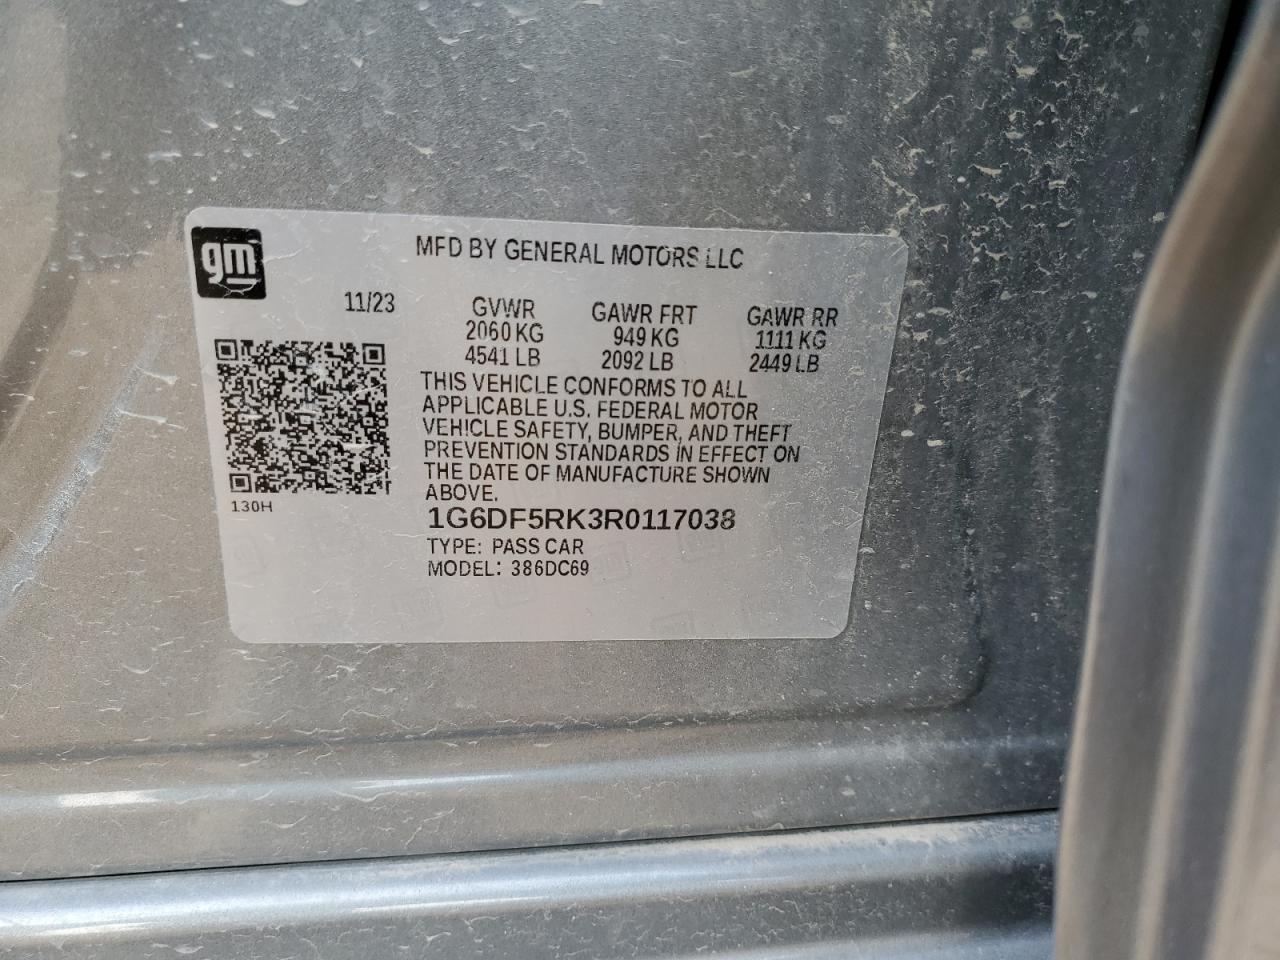 gm
MFD BY GENERAL MOTORS LLC
11/23
GVWR GAWR FRT GAWR RR
2060 KG 949 KG 1111 KG
4541 LB 2092 LB 2449 LB
THIS VEHICLE CONFORMS TO ALL
APPLICABLE U.S. FEDERAL MOTOR
VEHICLE SAFETY, BUMPER, AND THEFT
PREVENTION STANDARDS IN EFFECT ON
THE DATE OF MANUFACTURE SHOWN
ABOVE.
130H
1G6DF5RK3R0117038
TYPE: PASS CAR
MODEL: 386DC69